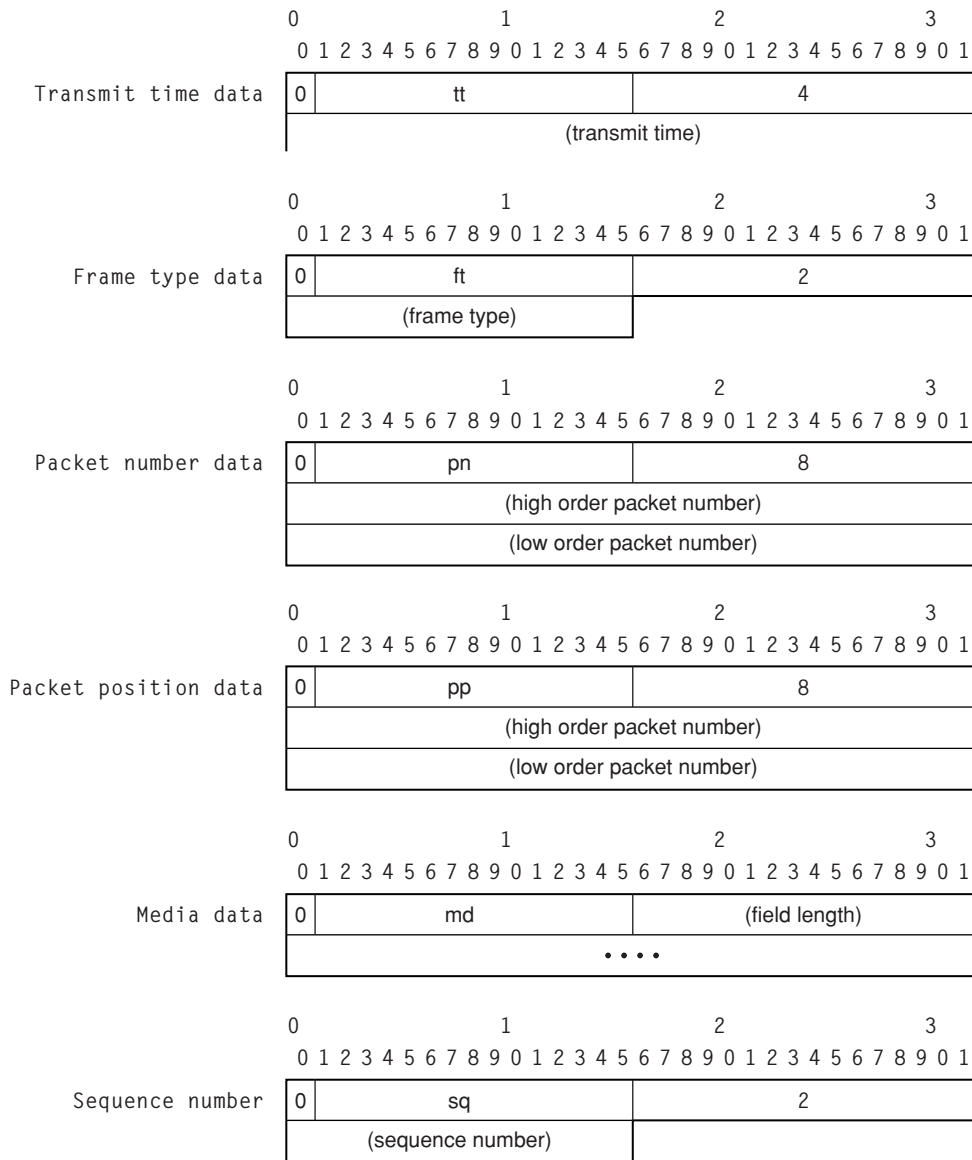 0 1 2 3
0 1 2 3 4 5 6 7 8 9 0 1 2 3 4 5 6 7 8 9 0 1 2 3 4 5 6 7 8 9 0 1
Transmit time data 0 tt 4
(transmit time)
0 1 2 3
0 1 2 3 4 5 6 7 8 9 0 1 2 3 4 5 6 7 8 9 0 1 2 3 4 5 6 7 8 9 0 1
Frame type data 0 ft 2
(frame type)
0 1 2 3
0 1 2 3 4 5 6 7 8 9 0 1 2 3 4 5 6 7 8 9 0 1 2 3 4 5 6 7 8 9 0 1
Packet number data 0 pn 8
(high order packet number)
(low order packet number)
0 1 2 3
0 1 2 3 4 5 6 7 8 9 0 1 2 3 4 5 6 7 8 9 0 1 2 3 4 5 6 7 8 9 0 1
Packet position data 0 pp 8
(high order packet number)
(low order packet number)
0 1 2 3
0 1 2 3 4 5 6 7 8 9 0 1 2 3 4 5 6 7 8 9 0 1 2 3 4 5 6 7 8 9 0 1
Media data 0 md (field length)
• • • •
0 1 2 3
0 1 2 3 4 5 6 7 8 9 0 1 2 3 4 5 6 7 8 9 0 1 2 3 4 5 6 7 8 9 0 1
Sequence number 0 sq 2
(sequence number)